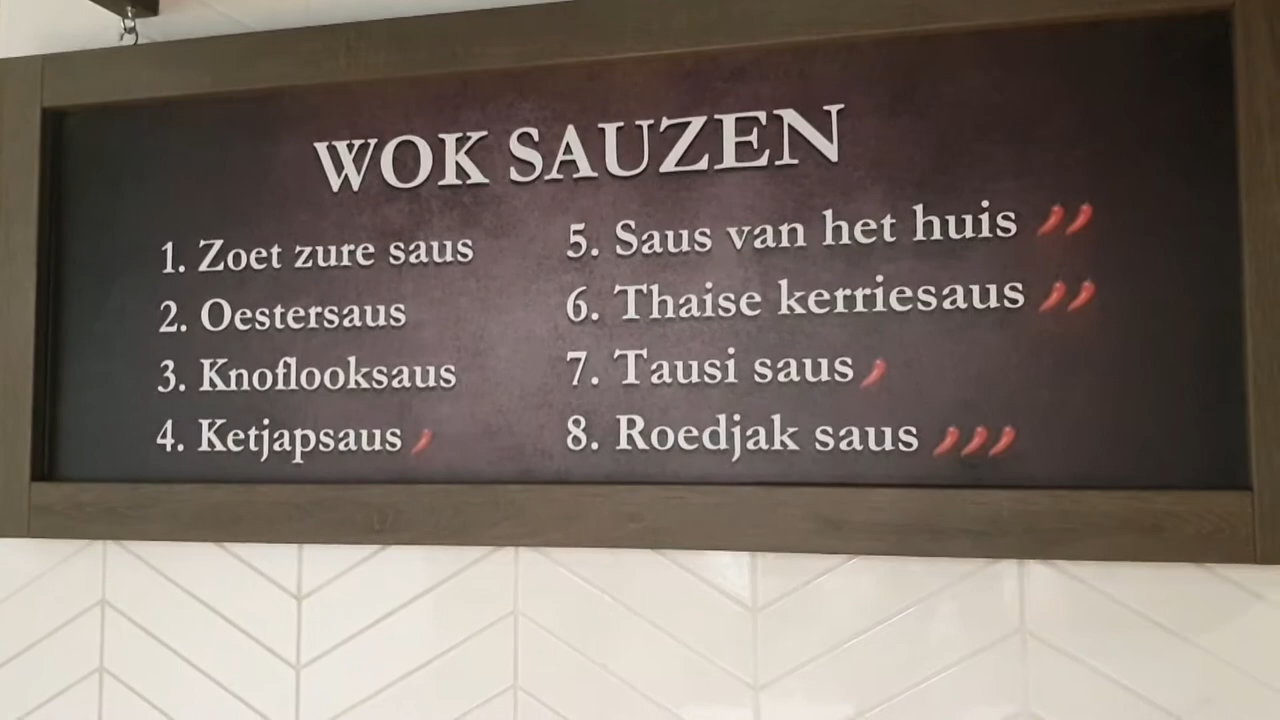 WOK SAUZEN
1. Zoet zure saus
2. Oestersaus
3. Knoflooksaus
4. Ketjapsaus
5. Saus van het huis
6. Thaise kerriesaus
7. Tausi saus
8. Roedjak saus